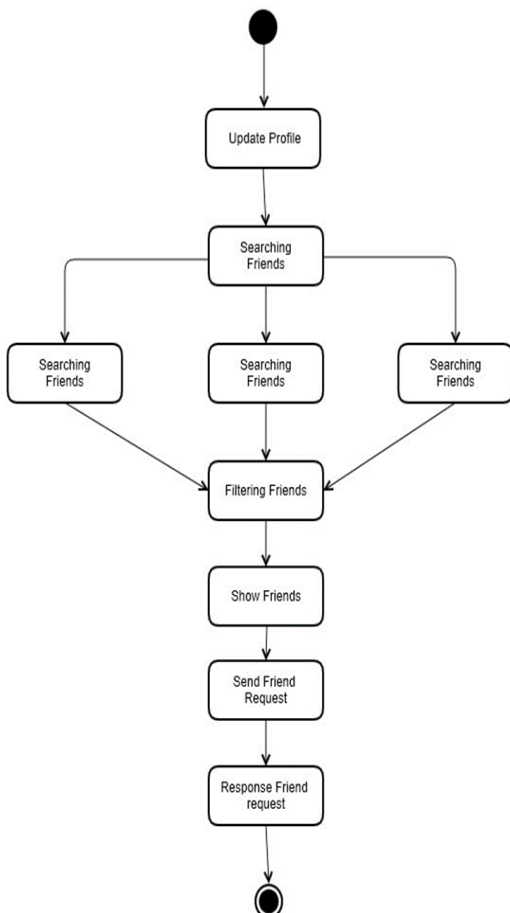 Update Profile
Searching
Friends
Searching
Friends
Searching
Friends
Searching
Friends
Filtering Friends
Show Friends
Send Friend
Request
Response Friend
request